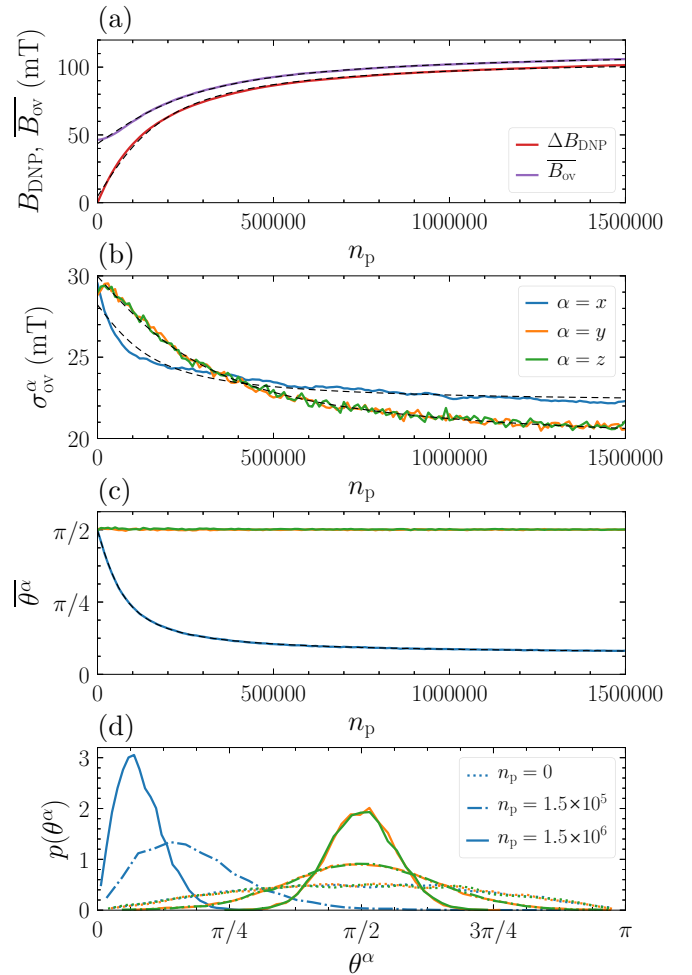 (a)
B_DNP, \overline{B_ov} (mT)
100
50
0
ΔB_DNP
\overline{B_ov}
0 500000 1000000 1500000
n_p
(b)
σ^α_ov (mT)
30
25
20
α = x
α = y
α = z
0 500000 1000000 1500000
n_p
(c)
\overline{θ^α}
π/2
π/4
0
0 500000 1000000 1500000
n_p
(d)
p(θ^α)
3
2
1
0
n_p = 0
n_p = 1.5×10^5
n_p = 1.5×10^6
0 π/4 π/2 3π/4 π
θ^α